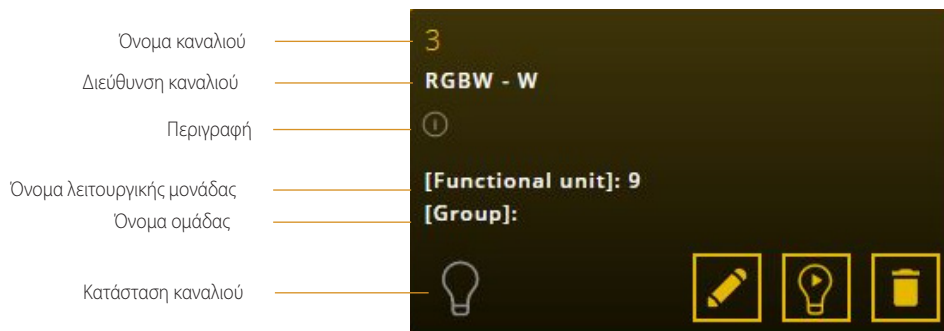 Όνομα καναλιού
3
Διεύθυνση καναλιού
RGBW - W
Περιγραφή
Όνομα λειτουργικής μονάδας
[Functional unit]: 9
Όνομα ομάδας
[Group]:
Κατάσταση καναλιού